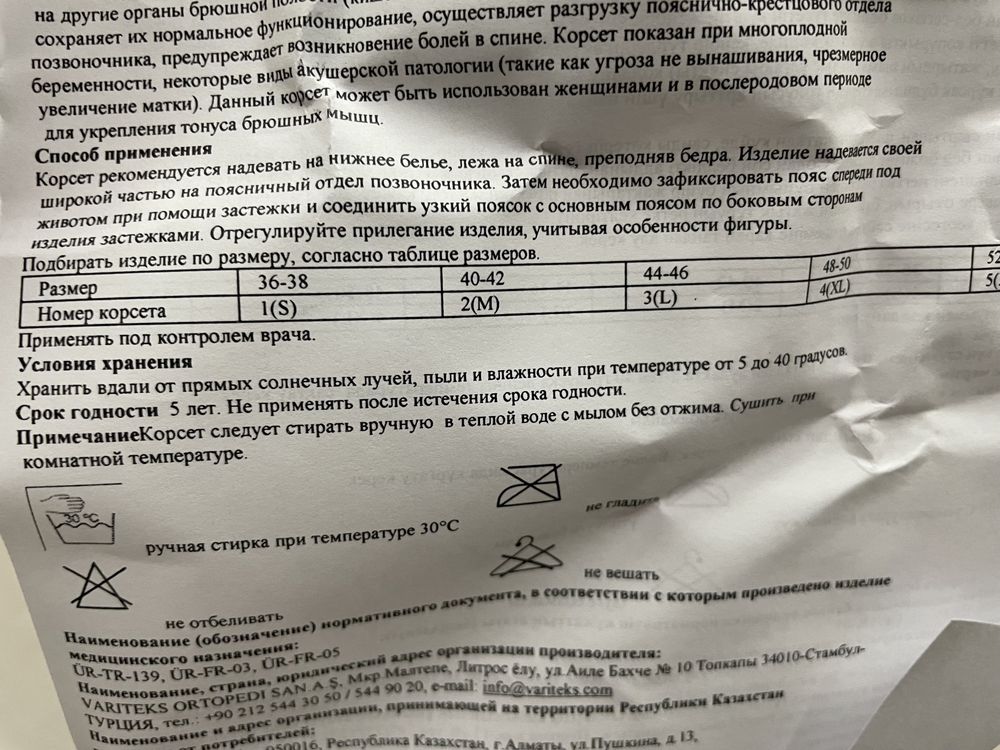 на другие органы брюшной
сохраняет их нормальное функционирование, осуществляет разгрузку пояснично-крестцового отдела
позвоночника, предупреждает возникновение болей в спине. Корсет показан при многоплодной
беременности, некоторые виды акушерской патологии (такие как угроза не вынашивания, чрезмерное
увеличение матки). Данный корсет может быть использован женщинами и в послеродовом периоде
для укрепления тонуса брюшных мышц.
Способ применения
Корсет рекомендуется надевать на нижнее белье, лежа на спине, преподняв бедра. Изделие надевается своей
широкой частью на поясничный отдел позвоночника. Затем необходимо зафиксировать пояс спереди под
животом при помощи застежки и соединить узкий поясок с основным поясом по боковым сторонам
изделия застежками. Отрегулируйте прилегание изделия, учитывая особенности фигуры.
Подбирать изделие по размеру, согласно таблице размеров.
Размер 36-38 40-42 44-46 48-50 52
Номер корсета 1(S) 2(M) 3(L) 4(XL) 5(
Применять под контролем врача.
Условия хранения
Хранить вдали от прямых солнечных лучей, пыли и влажности при температуре от 5 до 40 градусов.
Срок годности 5 лет. Не применять после истечения срока годности.
ПримечаниеКорсет следует стирать вручную в теплой воде с мылом без отжима. Сушить при
комнатной температуре.
30 °C
ручная стирка при температуре 30°C
не гладить
не отбеливать
не вешать
Наименование (обозначение) нормативного документа, в соответствии с которым произведено изделие
медицинского назначения:
ÜR-TR-139, ÜR-FR-03, ÜR-FR-05
Наименование, страна, юридический адрес организации производителя:
VARITEKS ORTOPEDI SAN.A.Ş. Мкр.Малтепе, Литрос ёлу, ул.Аиле Бахче № 10 Топкапы 34010-Стамбул-
ТУРЦИЯ, тел.: +90 212 544 30 50 / 544 90 20, e-mail: info@variteks.com
Наименование и адрес организации, принимающей на территории Республики Казахстан
потребителей:
050016, Республика Казахстан, г.Алматы, ул.Пушкина, д.13,